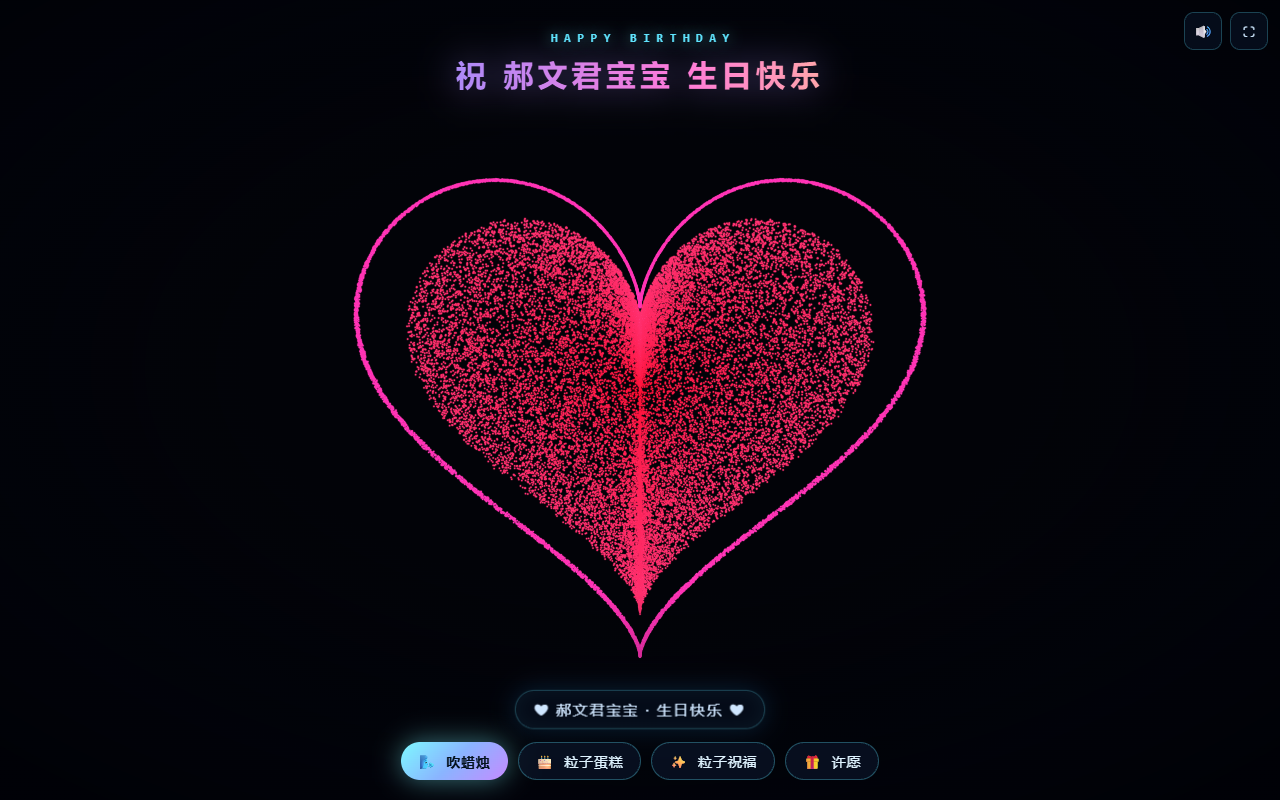 HAPPY BIRTHDAY
祝 郝文君宝宝 生日快乐
🤍 郝文君宝宝 · 生日快乐 🤍
吹蜡烛
🎂 粒子蛋糕
✨ 粒子祝福
🎁 许愿